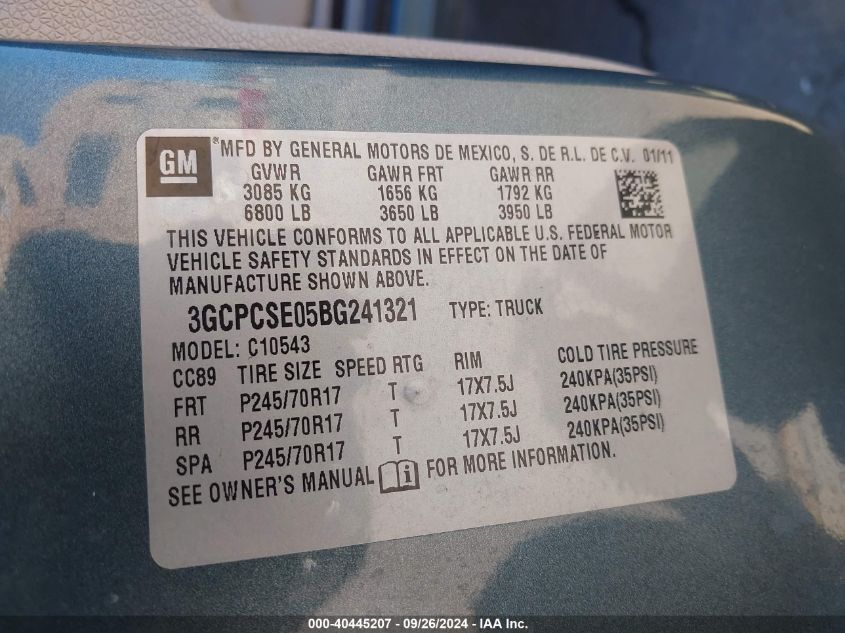 GM
®MFD BY GENERAL MOTORS DE MEXICO, S. DE R.L. DE C.V. 01/11
GVWR GAWR FRT GAWR RR
3085 KG 1656 KG 1792 KG
6800 LB 3650 LB 3950 LB
THIS VEHICLE CONFORMS TO ALL APPLICABLE U.S. FEDERAL MOTOR
VEHICLE SAFETY STANDARDS IN EFFECT ON THE DATE OF
MANUFACTURE SHOWN ABOVE.
3GCPCSE05BG241321 TYPE: TRUCK
MODEL: C10543
CC89 TIRE SIZE SPEED RTG RIM COLD TIRE PRESSURE
FRT P245/70R17 T 17X7.5J 240KPA(35PSI)
RR P245/70R17 T 17X7.5J 240KPA(35PSI)
SPA P245/70R17 T 17X7.5J 240KPA(35PSI)
SEE OWNER'S MANUAL i FOR MORE INFORMATION.
000-40445207 - 09/26/2024 - IAA Inc.